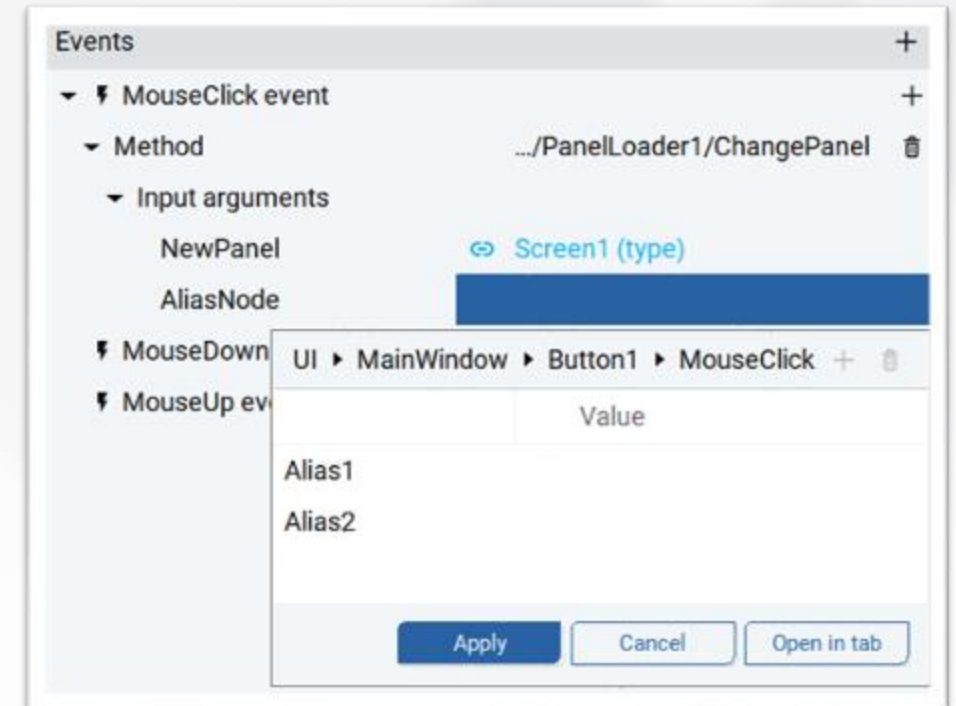 Events
MouseClick event
Method .../PanelLoader1/ChangePanel
Input arguments
NewPanel Screen1 (type)
AliasNode
MouseDown
UI MainWindow Button1 MouseClick
MouseUp
Value
Alias1
Alias2
Apply Cancel Open in tab